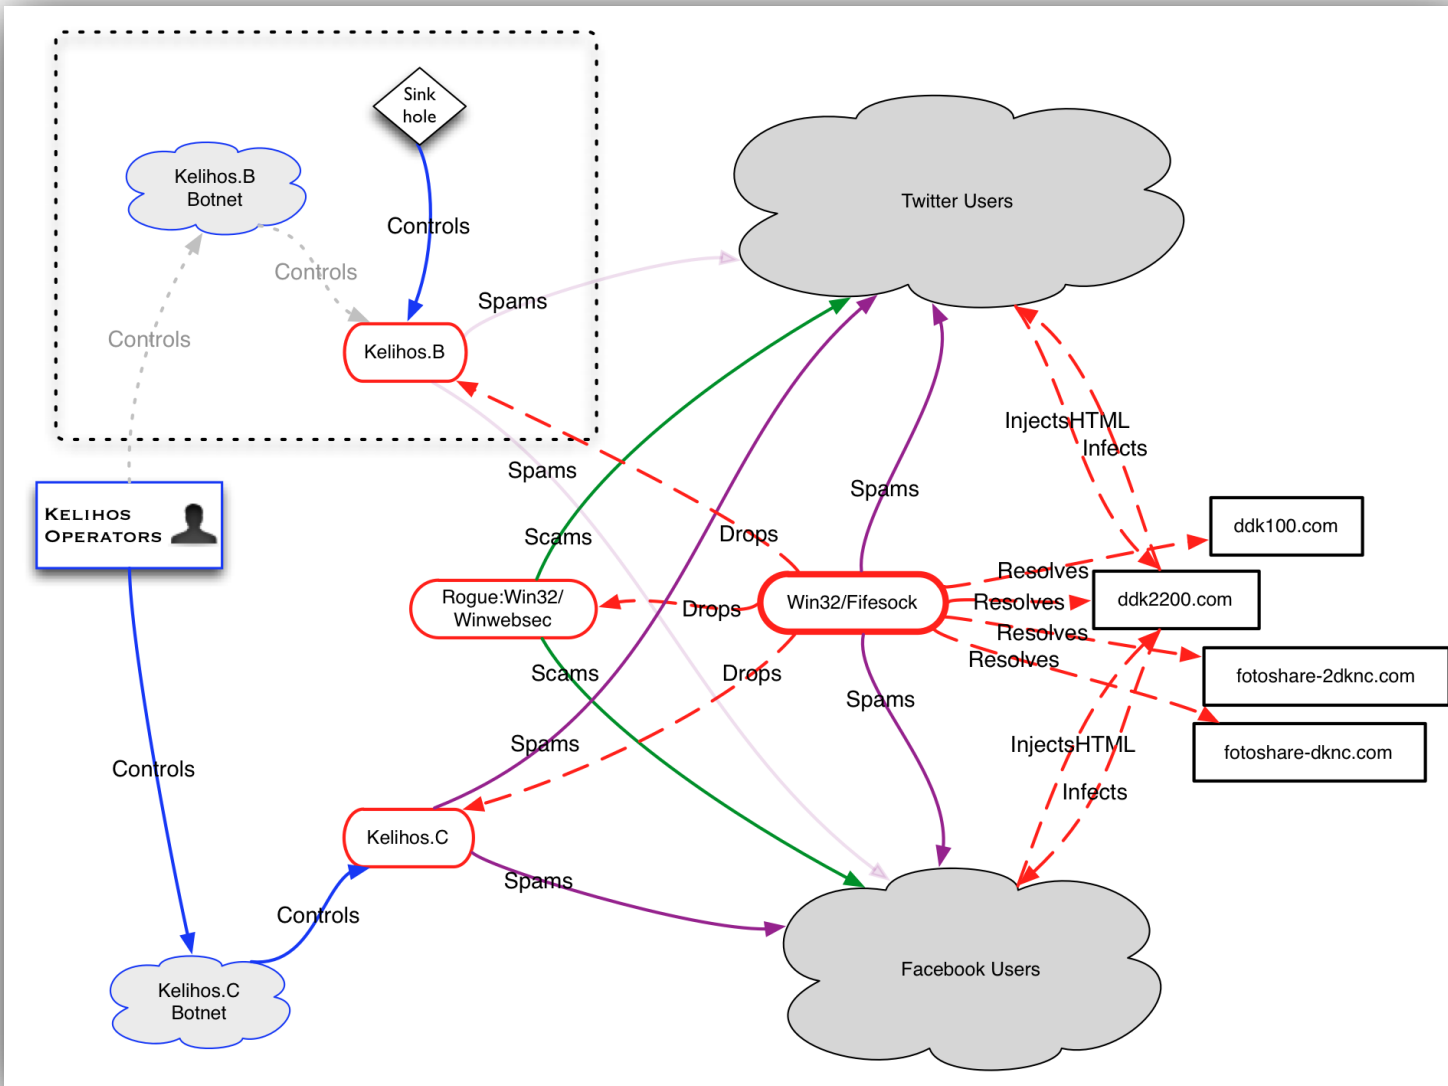 Sink
hole
Kelihos.B
Botnet
Twitter Users
Controls
Controls
Spams
Controls
Kelihos.B
InjectsHTML
Infects
Spams
Spams
KELIHOS
OPERATORS
Scams
Drops
ddk100.com
Resolves
Rogue:Win32/
Winwebsec
Drops
Win32/Fifesock
Resolves
ddk2200.com
Resolves
Resolves
Scams
Drops
Spams
fotoshare-2dknc.com
Spams
InjectsHTML
fotoshare-dknc.com
Controls
Infects
Kelihos.C
Spams
Controls
Facebook Users
Kelihos.C
Botnet